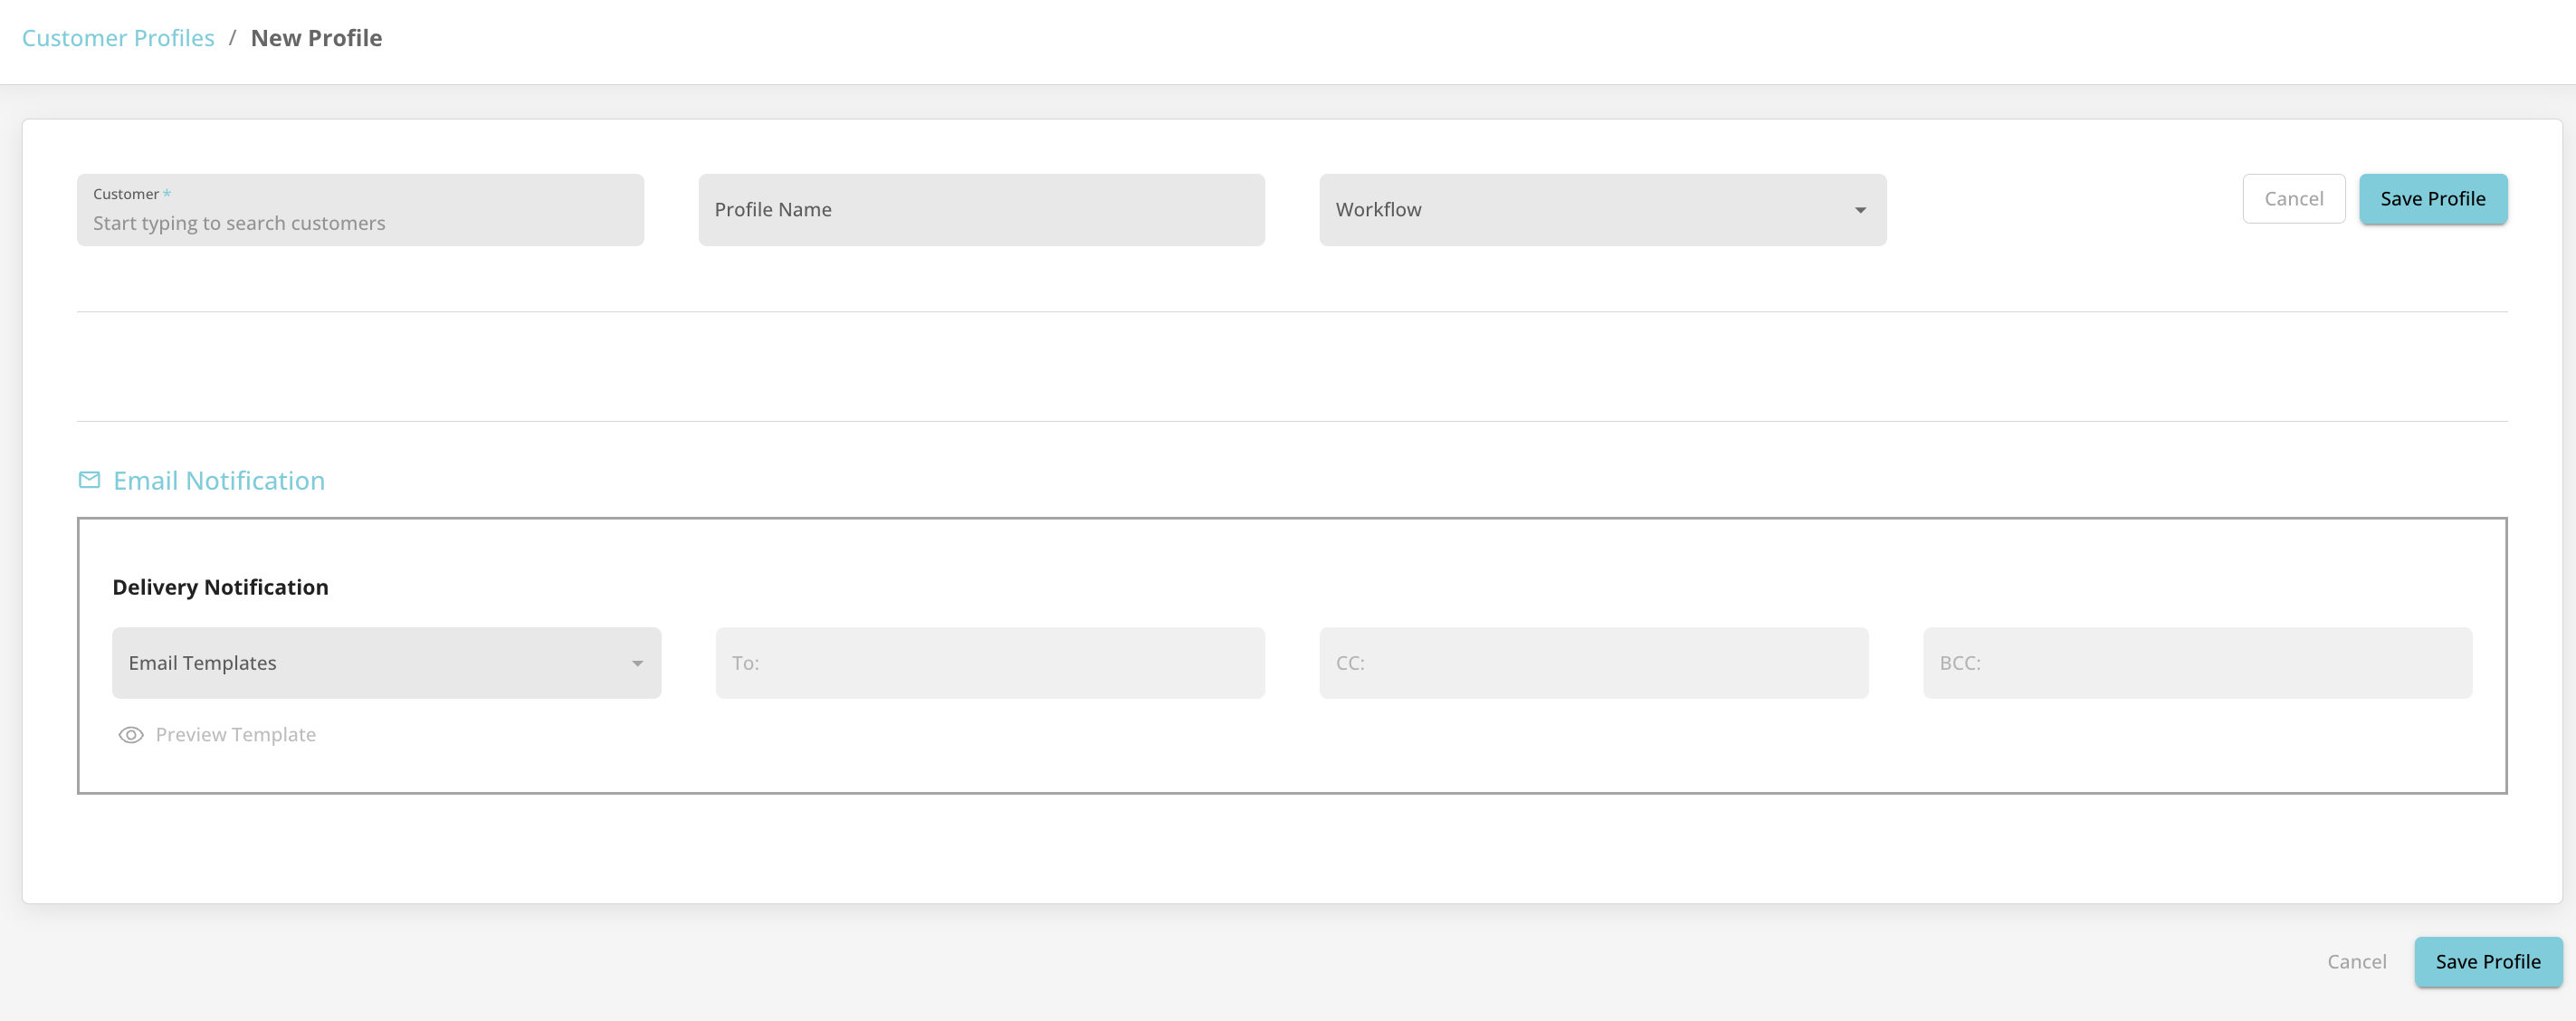 Customer Profiles / New Profile
Customer *
Start typing to search customers
Profile Name
Workflow
Cancel
Save Profile
Email Notification
Delivery Notification
Email Templates
To:
CC:
BCC:
Preview Template
Cancel
Save Profile